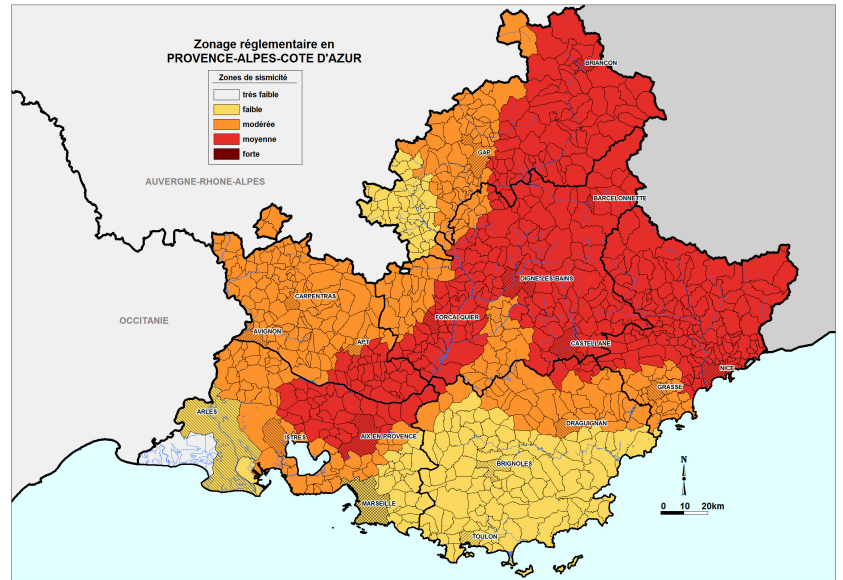 Zonage réglementaire en
PROVENCE-ALPES-COTE D'AZUR
Zones de sismicité
très faible
faible
modérée
moyenne
forte
BRIANÇON
GAP
AUVERGNE-RHONE-ALPES
BARCELONNETTE
DIGNE-LES-BAINS
CARPENTRAS
OCCITANIE
FORCALQUIER
AVIGNON
APT
CASTELLANE
NICE
GRASSE
ARLES
DRAGUIGNAN
ISTRES
AIX EN PROVENCE
BRIGNOLES
N
MARSEILLE
0 10 20km
TOULON